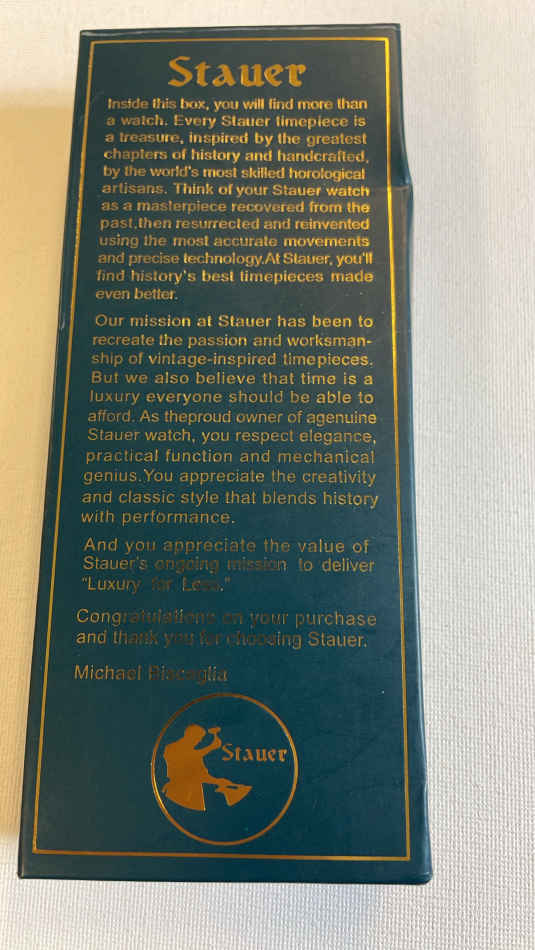 Stauer
Inside this box, you will find more than
a watch. Every Stauer timepiece is
a treasure, inspired by the greatest
chapters of history and handcrafted,
by the world's most skilled horological
artisans. Think of your Stauer watch
as a masterpiece recovered from the
past,then resurrected and reinvented
using the most accurate movements
and precise technology.At Stauer, you'll
find history's best timepieces made
even better.
Our mission at Stauer has been to
recreate the passion and worksman-
ship of vintage-inspired timepieces.
But we also believe that time is a
luxury everyone should be able to
afford. As theproud owner of agenuine
Stauer watch, you respect elegance,
practical function and mechanical
genius.You appreciate the creativity
and classic style that blends history
with performance.
And you appreciate the value of
Stauer's ongoing mission to deliver
"Luxury for Less."
Congratulations on your purchase
and thank you for choosing Stauer.
Michael Bisceglia
Stauer